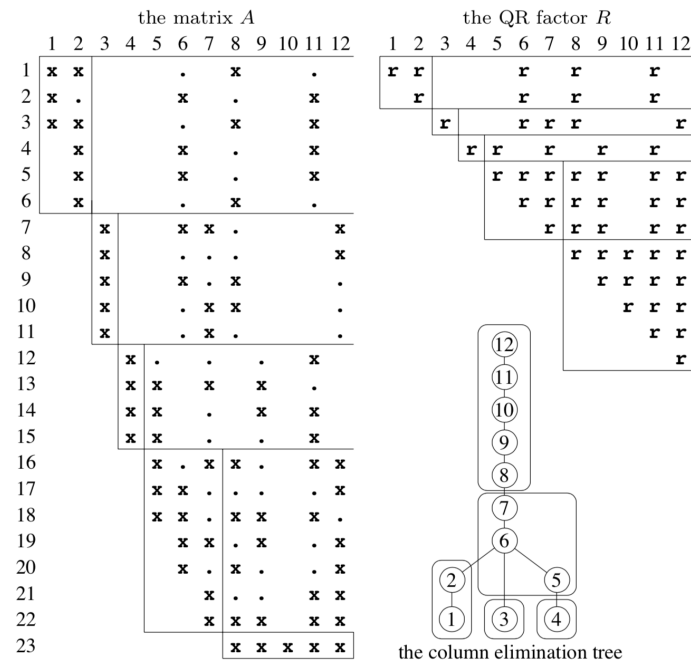 the matrix A
1 2 3 4 5 6 7 8 9 10 11 12
1 x x . x .
2 x . x . x
3 x x . x x
4 x x . x
5 x x . x
6 x . x .
7 x x x . x
8 x . . . x
9 x x . x .
10 x . x x .
11 x . x . .
12 x . . . x
13 x x x x .
14 x x . x x
15 x x . . x
16 x . x x . x x
17 x x . . . . x
18 x x . x x x .
19 x x . x . x
20 x . x . . x
21 x . . x x
22 x x x x x
23 x x x x x
the QR factor R
1 2 3 4 5 6 7 8 9 10 11 12
r r r r r
r r r r
r r r r r
r r r r r
r r r r r r r
r r r r r r
r r r r r
r r r r r
r r r r
r r r
r r
r
12
11
10
9
8
7
6
2 5
1 3 4
the column elimination tree